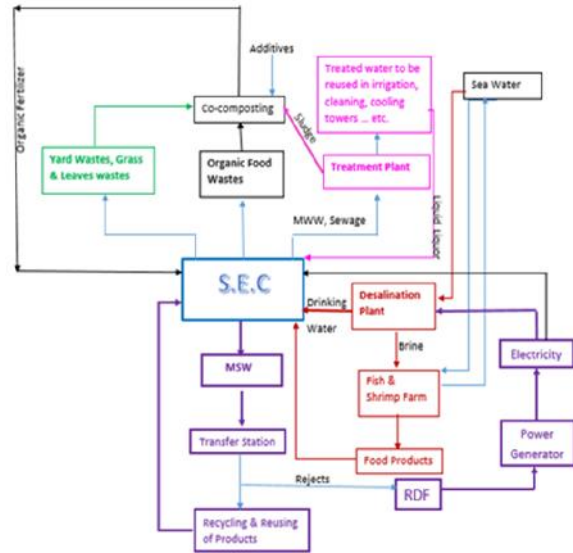 Additives
Treated water to be
reused in irrigation,
cleaning, cooling
towers ... etc.
Sea Water
Organic Fertilizer
Co-composting
Sludge
Yard Wastes, Grass
& Leaves wastes
Organic Food
Wastes
Treatment Plant
MWW, Sewage
Liquid Liquor
S.E.C
Drinking
Water
Desalination
Plant
Brine
Electricity
MSW
Fish &
Shrimp Farm
Power
Generator
Transfer Station
Food Products
Rejects
RDF
Recycling & Reusing
of Products